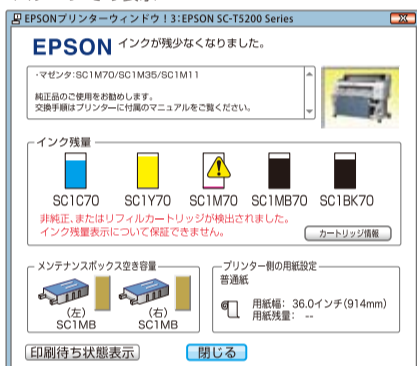 EPSONプリンターウィンドウ!3:EPSON SC-T5200 Series
EPSON インクが残少なくなりました。
・マゼンタ:SC1M70/SC1M35/SC1M11
純正品のご使用をお勧めします。
交換手順はプリンターに付属のマニュアルをご覧ください。
インク残量
SC1C70 SC1Y70 SC1M70 SC1MB70 SC1BK70
非純正、またはリフィルカートリッジが検出されました。
インク残量表示について保証できません。
カートリッジ情報
メンテナンスボックス空き容量
(左) (右)
SC1MB SC1MB
プリンター側の用紙設定
普通紙
用紙幅: 36.0インチ(914mm)
用紙残量: --
印刷待ち状態表示
閉じる